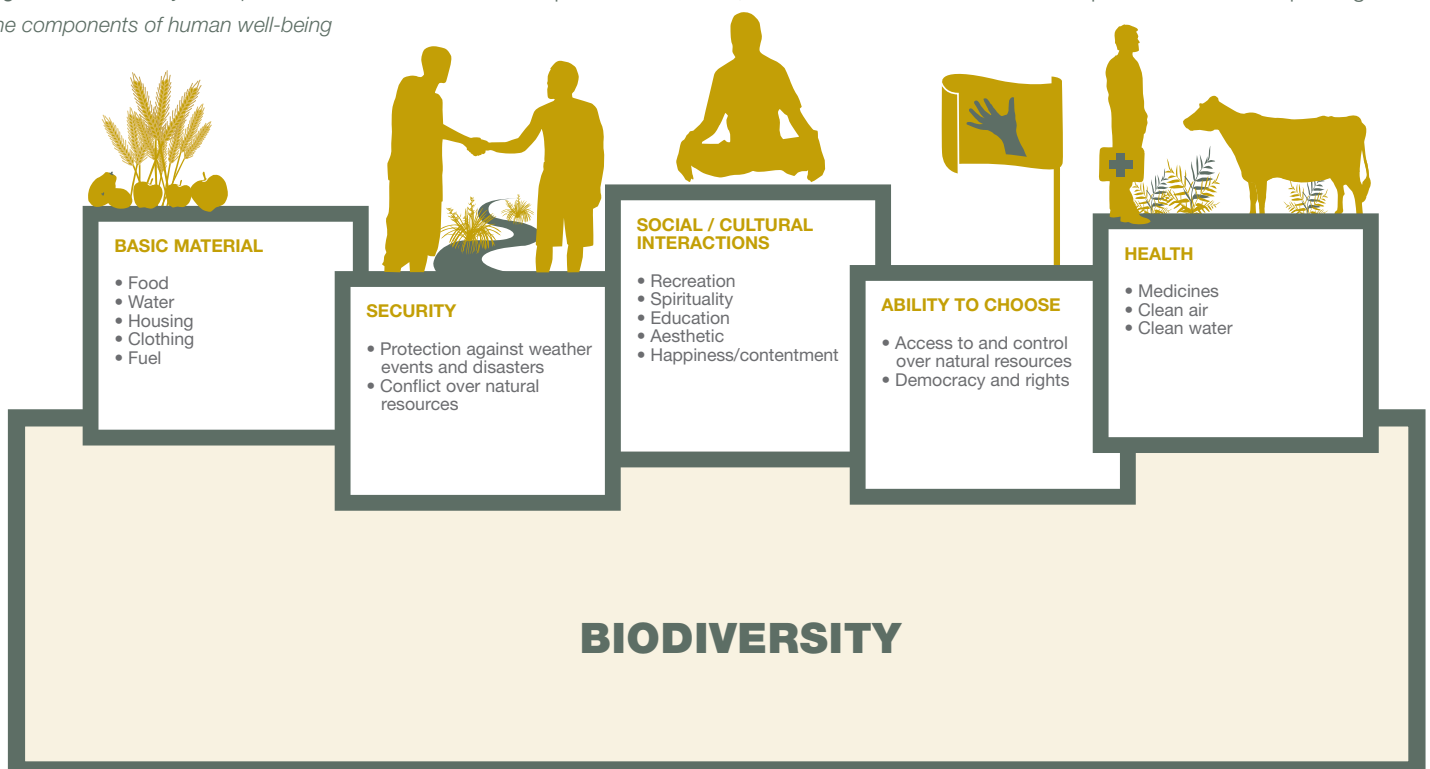 he components of human well-being
BASIC MATERIAL
• Food
• Water
• Housing
• Clothing
• Fuel
SECURITY
• Protection against weather
events and disasters
• Conflict over natural
resources
SOCIAL / CULTURAL
INTERACTIONS
• Recreation
• Spirituality
• Education
• Aesthetic
• Happiness/contentment
ABILITY TO CHOOSE
• Access to and control
over natural resources
• Democracy and rights
HEALTH
• Medicines
• Clean air
• Clean water
BIODIVERSITY